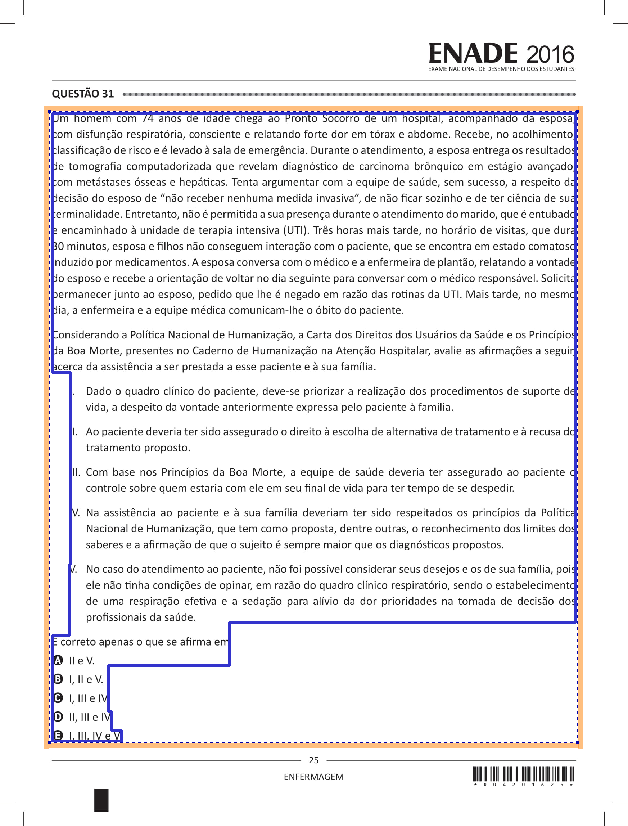 ENADE 2016
EXAME NACIONAL DE DESEMPENHO DOS ESTUDANTES
QUESTÃO 31
Um homem com 74 anos de idade chega ao Pronto Socorro de um hospital, acompanhado da esposa,
com disfunção respiratória, consciente e relatando forte dor em tórax e abdome. Recebe, no acolhimento,
classificação de risco e é levado à sala de emergência. Durante o atendimento, a esposa entrega os resultados
de tomografia computadorizada que revelam diagnóstico de carcinoma brônquico em estágio avançado,
com metástases ósseas e hepáticas. Tenta argumentar com a equipe de saúde, sem sucesso, a respeito da
decisão do esposo de “não receber nenhuma medida invasiva”, de não ficar sozinho e de ter ciência de sua
terminalidade. Entretanto, não é permitida a sua presença durante o atendimento do marido, que é entubado
e encaminhado à unidade de terapia intensiva (UTI). Três horas mais tarde, no horário de visitas, que dura
30 minutos, esposa e filhos não conseguem interação com o paciente, que se encontra em estado comatoso
induzido por medicamentos. A esposa conversa com o médico e a enfermeira de plantão, relatando a vontade
do esposo e recebe a orientação de voltar no dia seguinte para conversar com o médico responsável. Solicita
permanecer junto ao esposo, pedido que lhe é negado em razão das rotinas da UTI. Mais tarde, no mesmo
dia, a enfermeira e a equipe médica comunicam-lhe o óbito do paciente.
Considerando a Política Nacional de Humanização, a Carta dos Direitos dos Usuários da Saúde e os Princípios
da Boa Morte, presentes no Caderno de Humanização na Atenção Hospitalar, avalie as afirmações a seguir,
acerca da assistência a ser prestada a esse paciente e à sua família.
I. Dado o quadro clínico do paciente, deve-se priorizar a realização dos procedimentos de suporte de
vida, a despeito da vontade anteriormente expressa pelo paciente à família.
II. Ao paciente deveria ter sido assegurado o direito à escolha de alternativa de tratamento e à recusa do
tratamento proposto.
III. Com base nos Princípios da Boa Morte, a equipe de saúde deveria ter assegurado ao paciente o
controle sobre quem estaria com ele em seu final de vida para ter tempo de se despedir.
IV. Na assistência ao paciente e à sua família deveriam ter sido respeitados os princípios da Política
Nacional de Humanização, que tem como proposta, dentre outras, o reconhecimento dos limites dos
saberes e a afirmação de que o sujeito é sempre maior que os diagnósticos propostos.
V. No caso do atendimento ao paciente, não foi possível considerar seus desejos e os de sua família, pois
ele não tinha condições de opinar, em razão do quadro clínico respiratório, sendo o estabelecimento
de uma respiração efetiva e a sedação para alívio da dor prioridades na tomada de decisão dos
profissionais da saúde.
É correto apenas o que se afirma em
A II e V.
B I, II e V.
C I, III e IV.
D II, III e IV.
E I, III, IV e V.
25
ENFERMAGEM